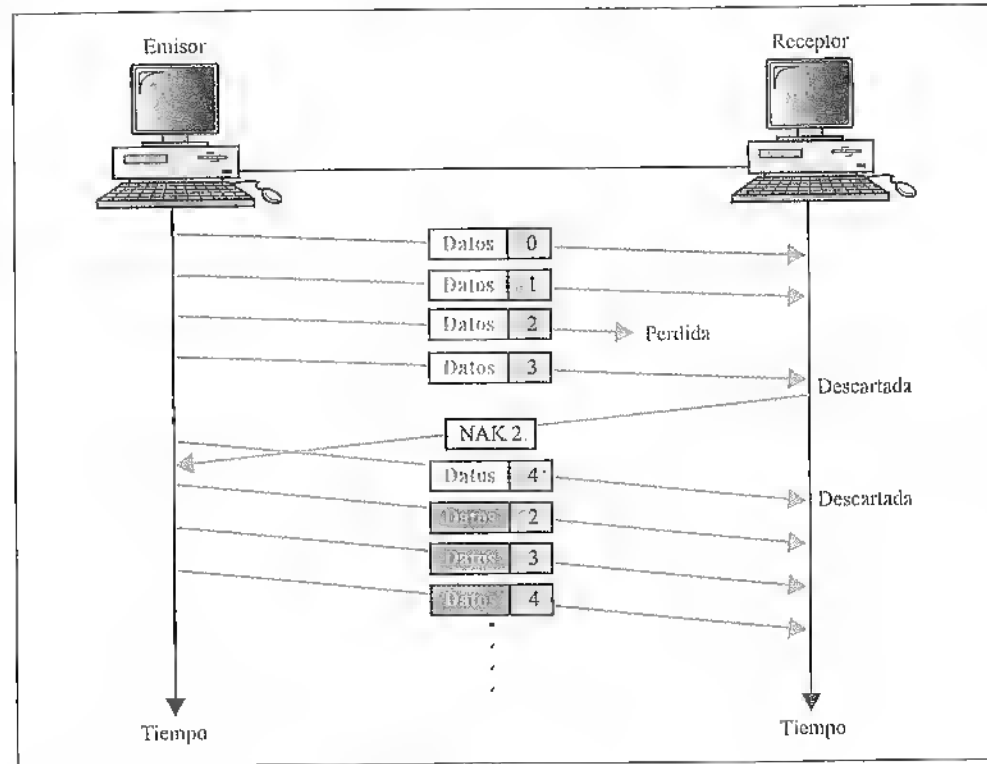 Emisor
Receptor
Datos 0
Datos 1
Datos 2
Perdida
Datos 3
Descartada
NAK 2
Datos 4
Descartada
Datos 2
Datos 3
Datos 4
Tiempo
Tiempo